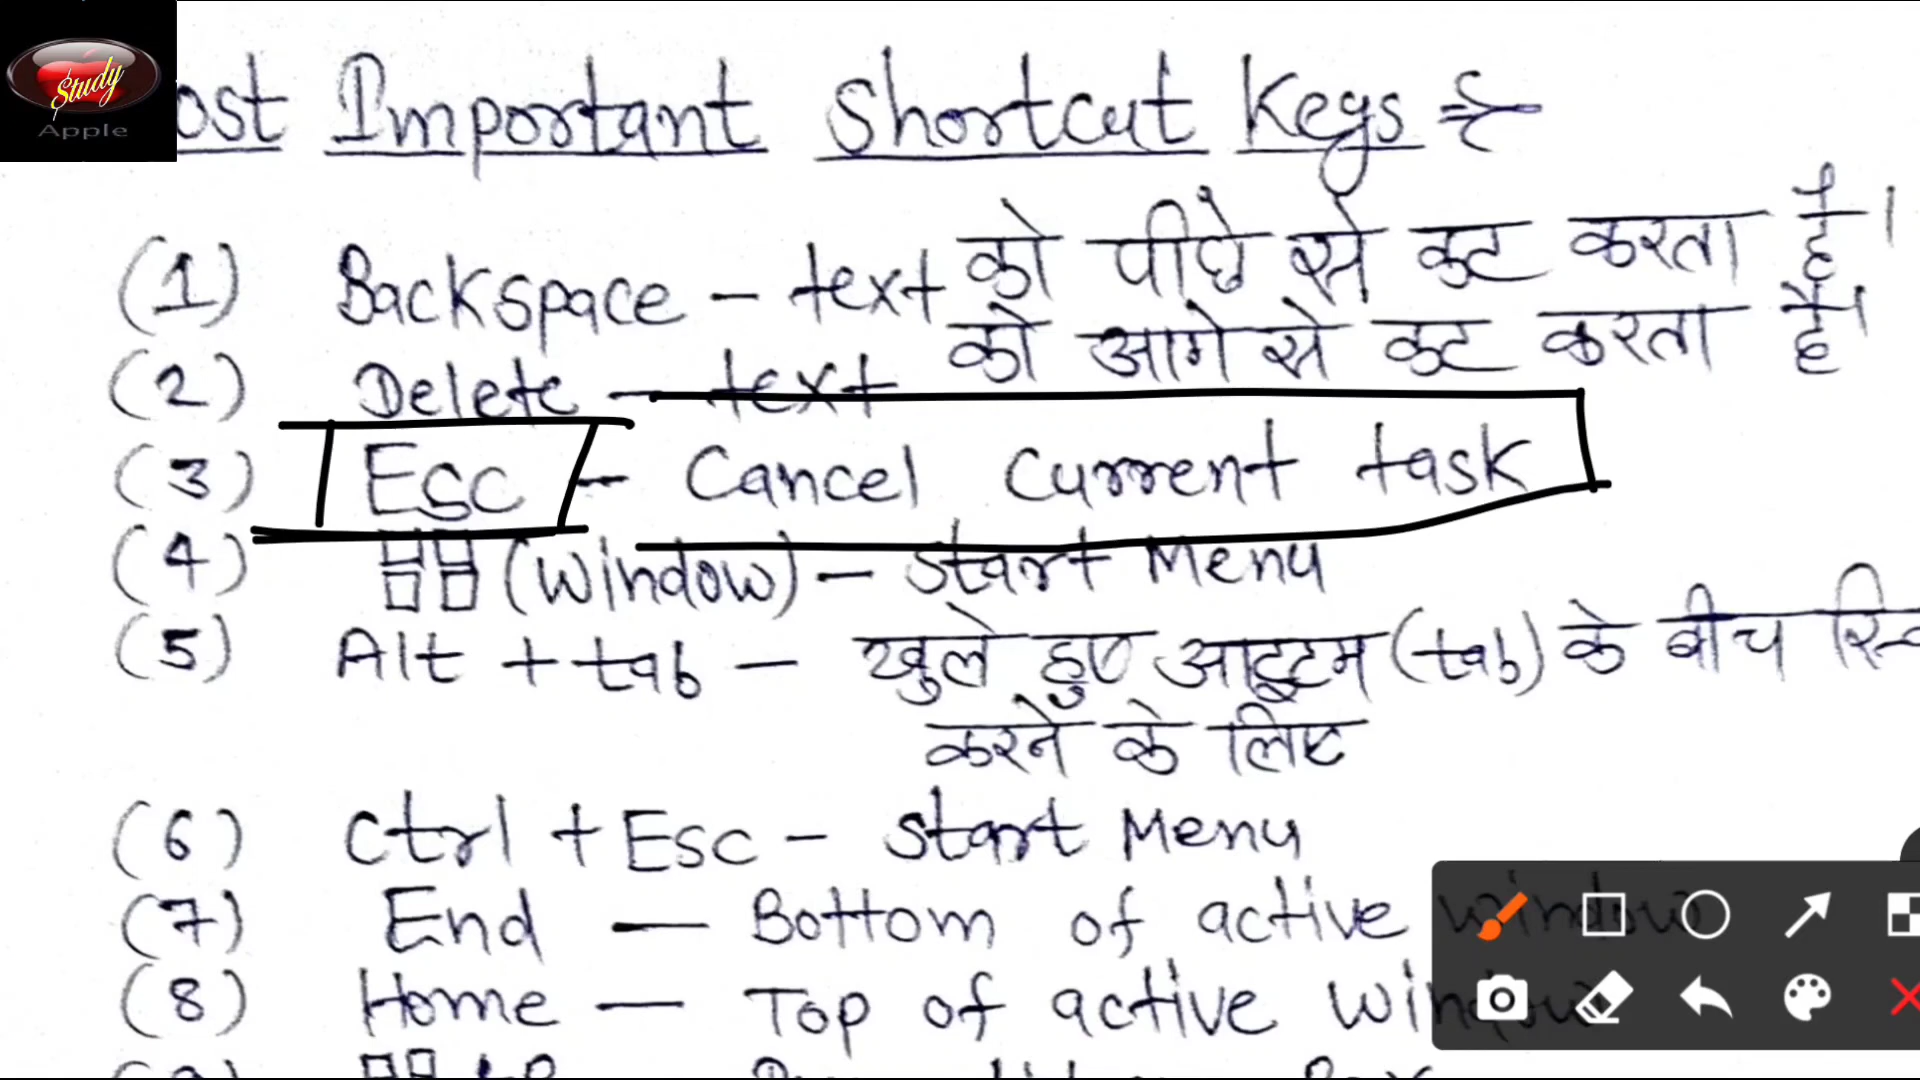 Study
Apple
ost Important Shortcut Keys
(1) Backspace - text को पीछे से कट करता है।
(2) Delete - text को आगे से कट करता है।
(3) Esc - Cancel Current task
(4) (Window) - Start Menu
(5) Alt + tab - खुले हुए आइटम (tab) के बीच
करने के लिए
(6) Ctrl + Esc - Start Menu
(7) End - Bottom of active window
(8) Home - Top of active window